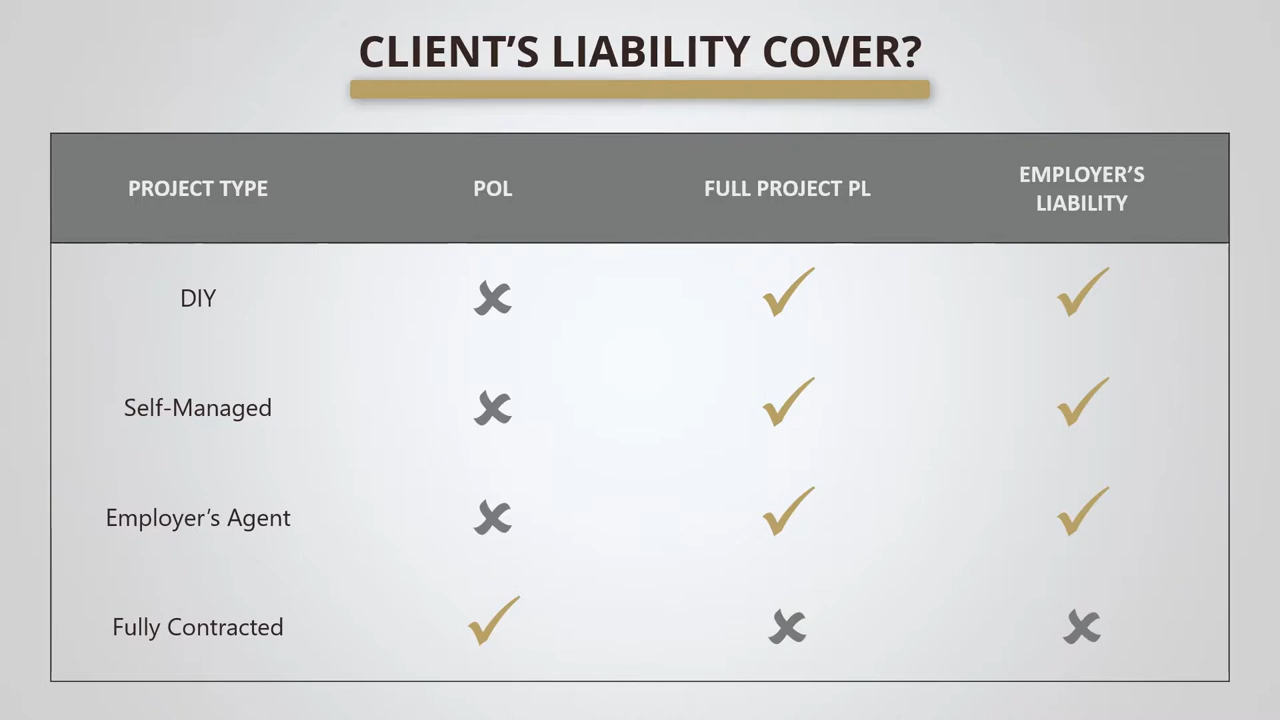 CLIENT’S LIABILITY COVER?
PROJECT TYPE
POL
FULL PROJECT PL
EMPLOYER’S
LIABILITY
DIY
Self-Managed
Employer’s Agent
Fully Contracted